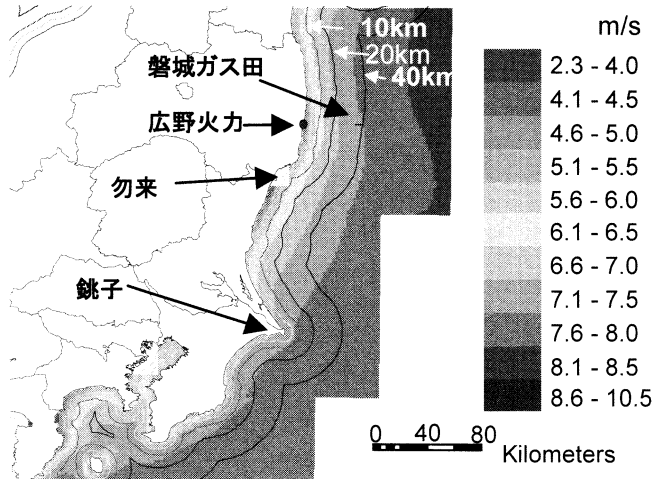 10km
20km
40km
磐城ガス田
広野火力
勿来
銚子
m/s
2.3 - 4.0
4.1 - 4.5
4.6 - 5.0
5.1 - 5.5
5.6 - 6.0
6.1 - 6.5
6.6 - 7.0
7.1 - 7.5
7.6 - 8.0
8.1 - 8.5
8.6 - 10.5
0 40 80
Kilometers